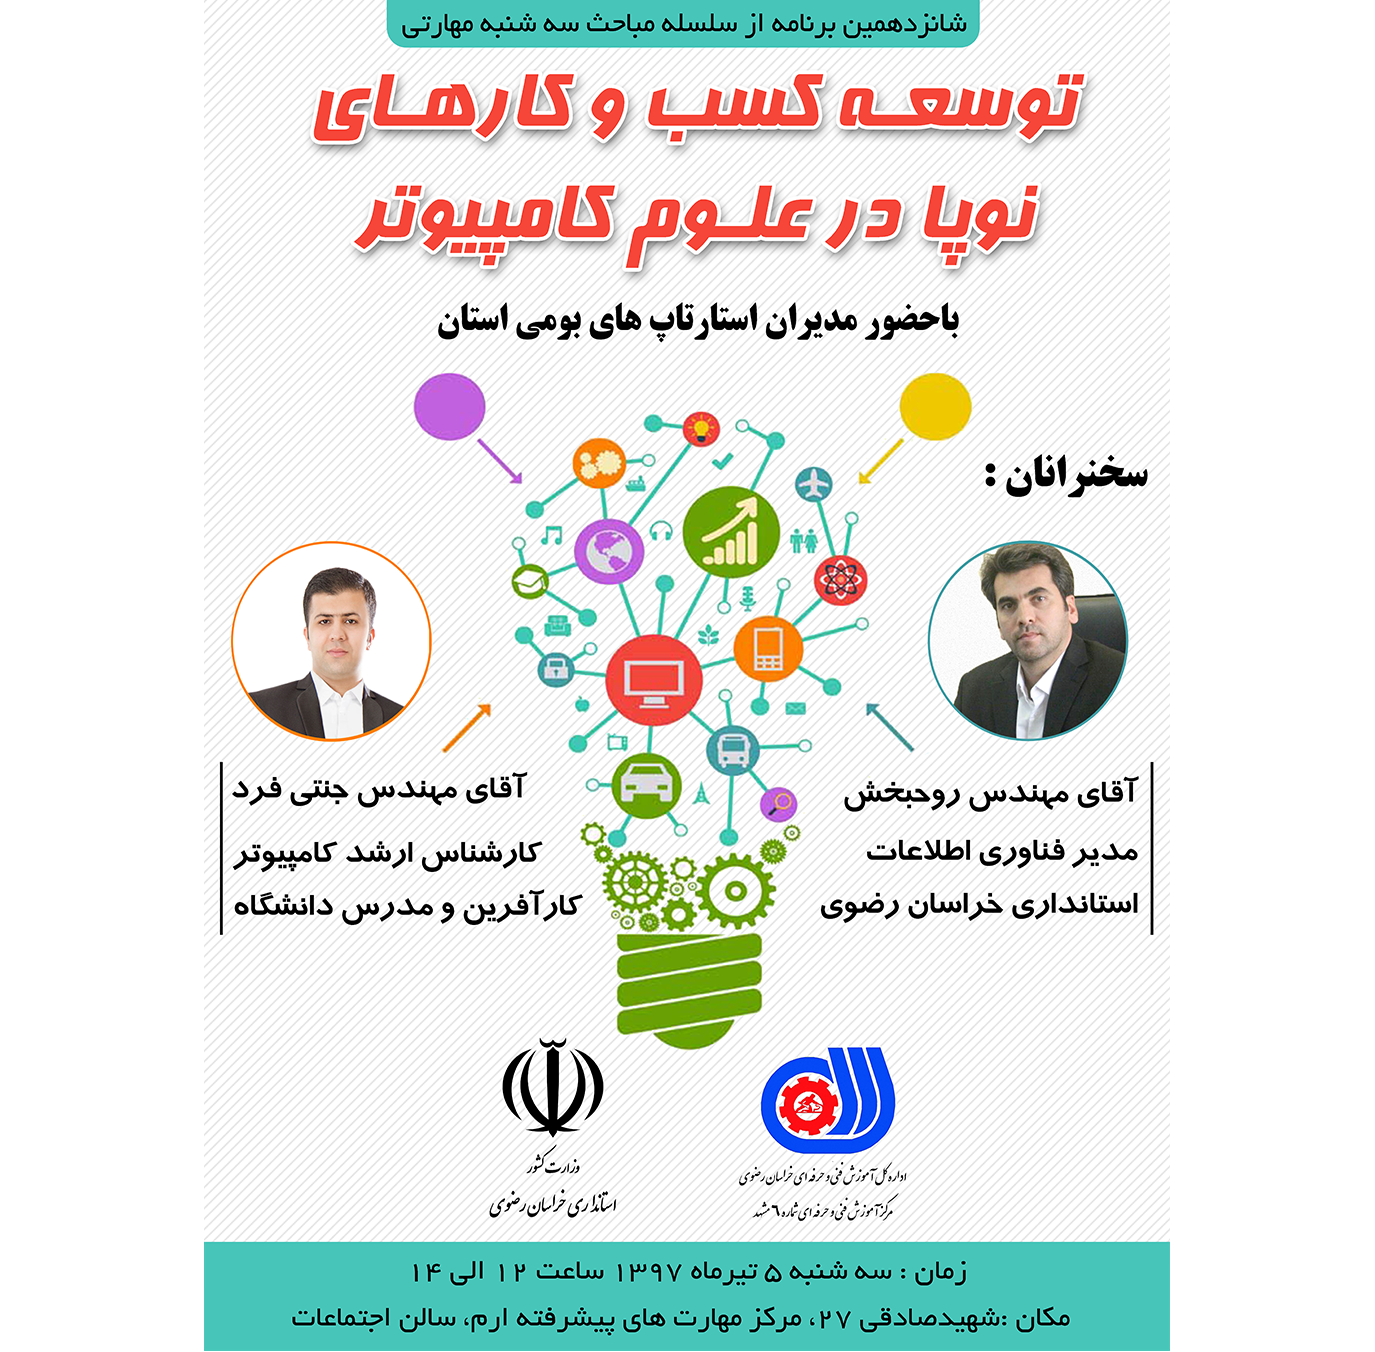 شانزدهمین برنامه از سلسله مباحث سه شنبه مهارتی
توسعه کسب و کارهای
نوپا در علوم کامپیوتر
باحضور مدیران استارتاپ های بومی استان
سخنرانان :
آقای مهندس روحبخش
مدیر فناوری اطلاعات
استانداری خراسان رضوی
آقای مهندس جنتی فرد
کارشناس ارشد کامپیوتر
کارآفرین و مدرس دانشگاه
اداره کل آموزش فنی و حرفه ای خراسان رضوی
مرکز آموزش فنی و حرفه ای شماره ۶ مشهد
وزارت کشور
استانداری خراسان رضوی
زمان : سه شنبه ۵ تیرماه ۱۳۹۷ ساعت ۱۲ الی ۱۴
مکان :شهیدصادقی ۲۷، مرکز مهارت های پیشرفته ارم، سالن اجتماعات